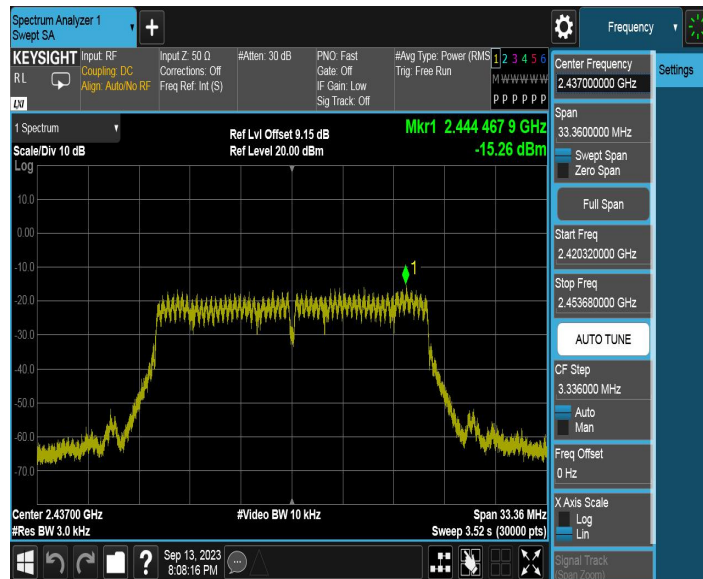 Spectrum Analyzer 1
Swept SA
+
Frequency
KEYSIGHT
RL
LXI
Input: RF
Coupling: DC
Align: Auto/No RF
Input Z: 50 Ω
Corrections: Off
Freq Ref: Int (S)
#Atten: 30 dB
PNO: Fast
Gate: Off
IF Gain: Low
Sig Track: Off
#Avg Type: Power (RMS
Trig: Free Run
1 2 3 4 5 6
M W W W W W
P P P P P P
1 Spectrum
Scale/Div 10 dB
Log
Ref Lvl Offset 9.15 dB
Ref Level 20.00 dBm
Mkr1 2.444 467 9 GHz
-15.26 dBm
10.0
0.00
-10.0
-20.0
-30.0
-40.0
-50.0
-60.0
-70.0
1
Center 2.43700 GHz
#Res BW 3.0 kHz
#Video BW 10 kHz
Span 33.36 MHz
Sweep 3.52 s (30000 pts)
?
Sep 13, 2023
8:08:16 PM
Center Frequency
2.437000000 GHz
Span
33.3600000 MHz
Swept Span
Zero Span
Full Span
Start Freq
2.420320000 GHz
Stop Freq
2.453680000 GHz
AUTO TUNE
CF Step
3.336000 MHz
Auto
Man
Freq Offset
0 Hz
X Axis Scale
Log
Lin
Signal Track
(Span Zoom)
Settings